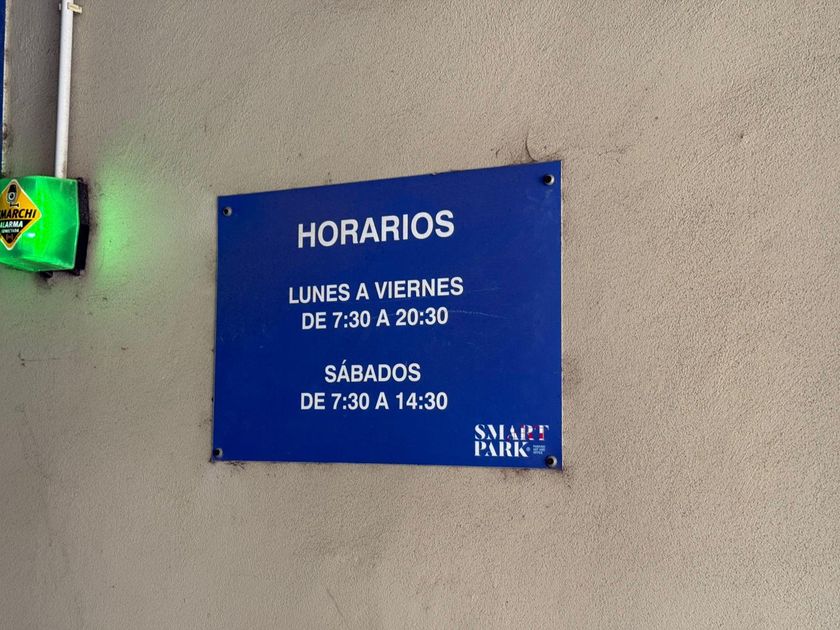 HORARIOS
LUNES A VIERNES
DE 7:30 A 20:30
SÁBADOS
DE 7:30 A 14:30
SMART
PARK
MARCHI
ALARMA